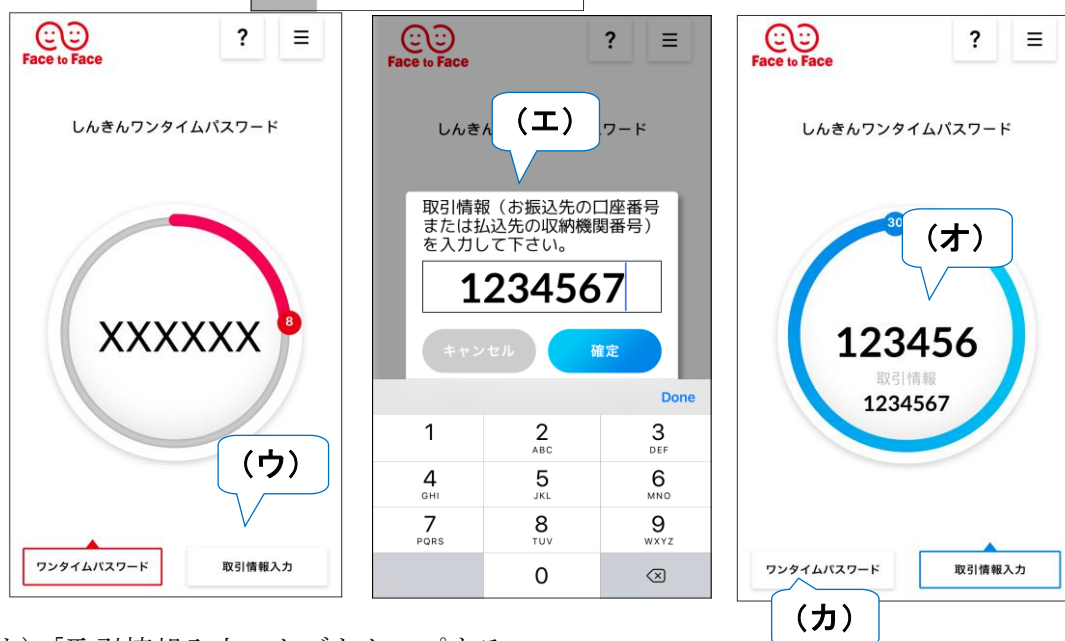 Face to Face
?
≡
しんきんワンタイムパスワード
8
XXXXXX
(ウ)
ワンタイムパスワード
取引情報入力
Face to Face
?
≡
しんき
ワード
(エ)
取引情報（お振込先の口座番号
または払込先の収納機関番号）
を入力して下さい。
1234567
キャンセル
確定
Done
1
2
ABC
3
DEF
4
GHI
5
JKL
6
MNO
7
PQRS
8
TUV
9
WXYZ
0
Face to Face
?
≡
しんきんワンタイムパスワード
30
(オ)
123456
取引情報
1234567
ワンタイムパスワード
取引情報入力
(カ)